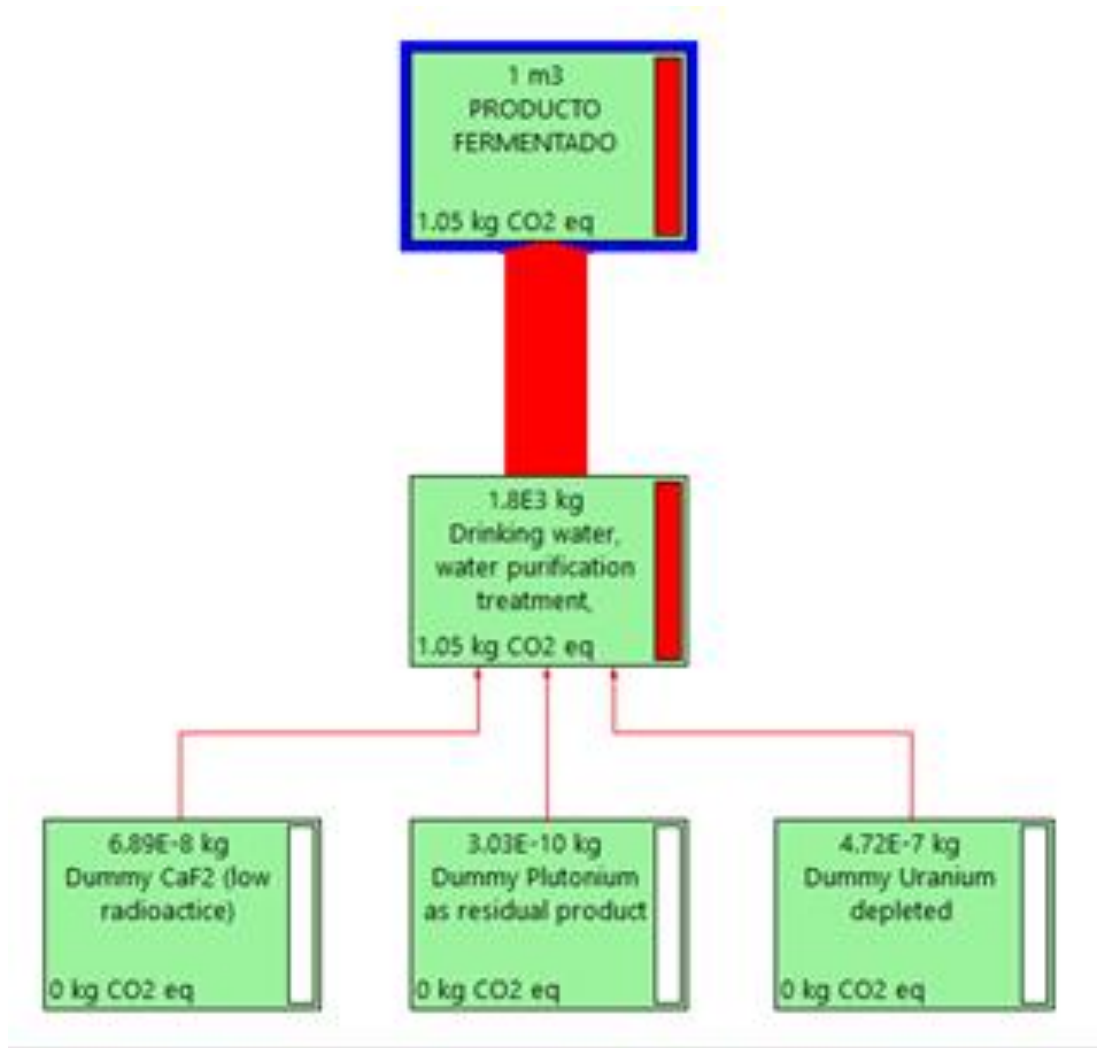 1 m3
PRODUCTO
FERMENTADO
1.05 kg CO2 eq
1.8E3 kg
Drinking water,
water purification
treatment,
1.05 kg CO2 eq
6.89E-8 kg
Dummy CaF2 (low
radioactice)
0 kg CO2 eq
3.03E-10 kg
Dummy Plutonium
as residual product
0 kg CO2 eq
4.72E-7 kg
Dummy Uranium
depleted
0 kg CO2 eq